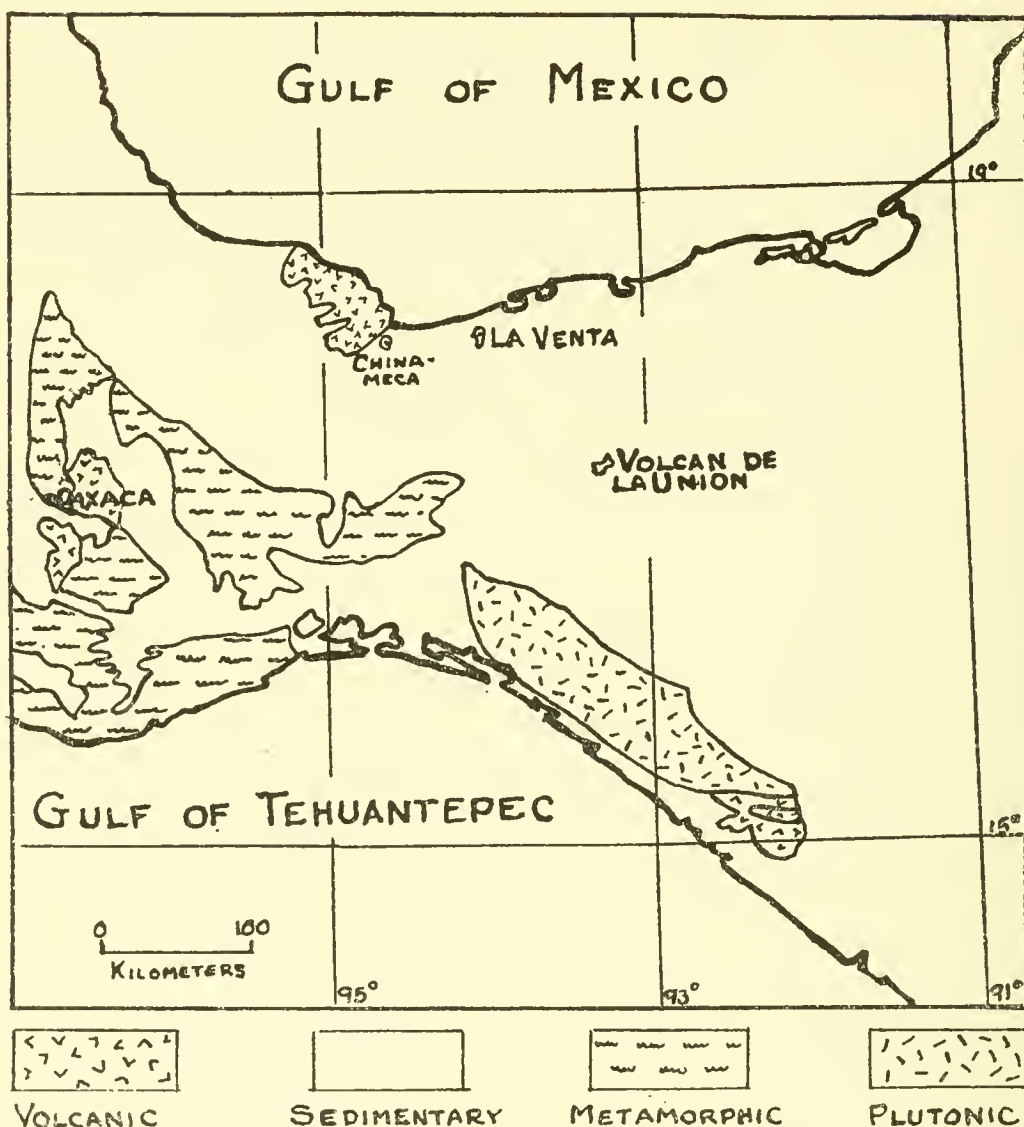 GULF OF MEXICO
19°
LA VENTA
CHINA-
MECA
VOLCAN DE
LA UNION
OAXACA
GULF OF TEHUANTEPEC
15°
0 100
KILOMETERS
95° 93° 91°
VOLCANIC SEDIMENTARY METAMORPHIC PLUTONIC